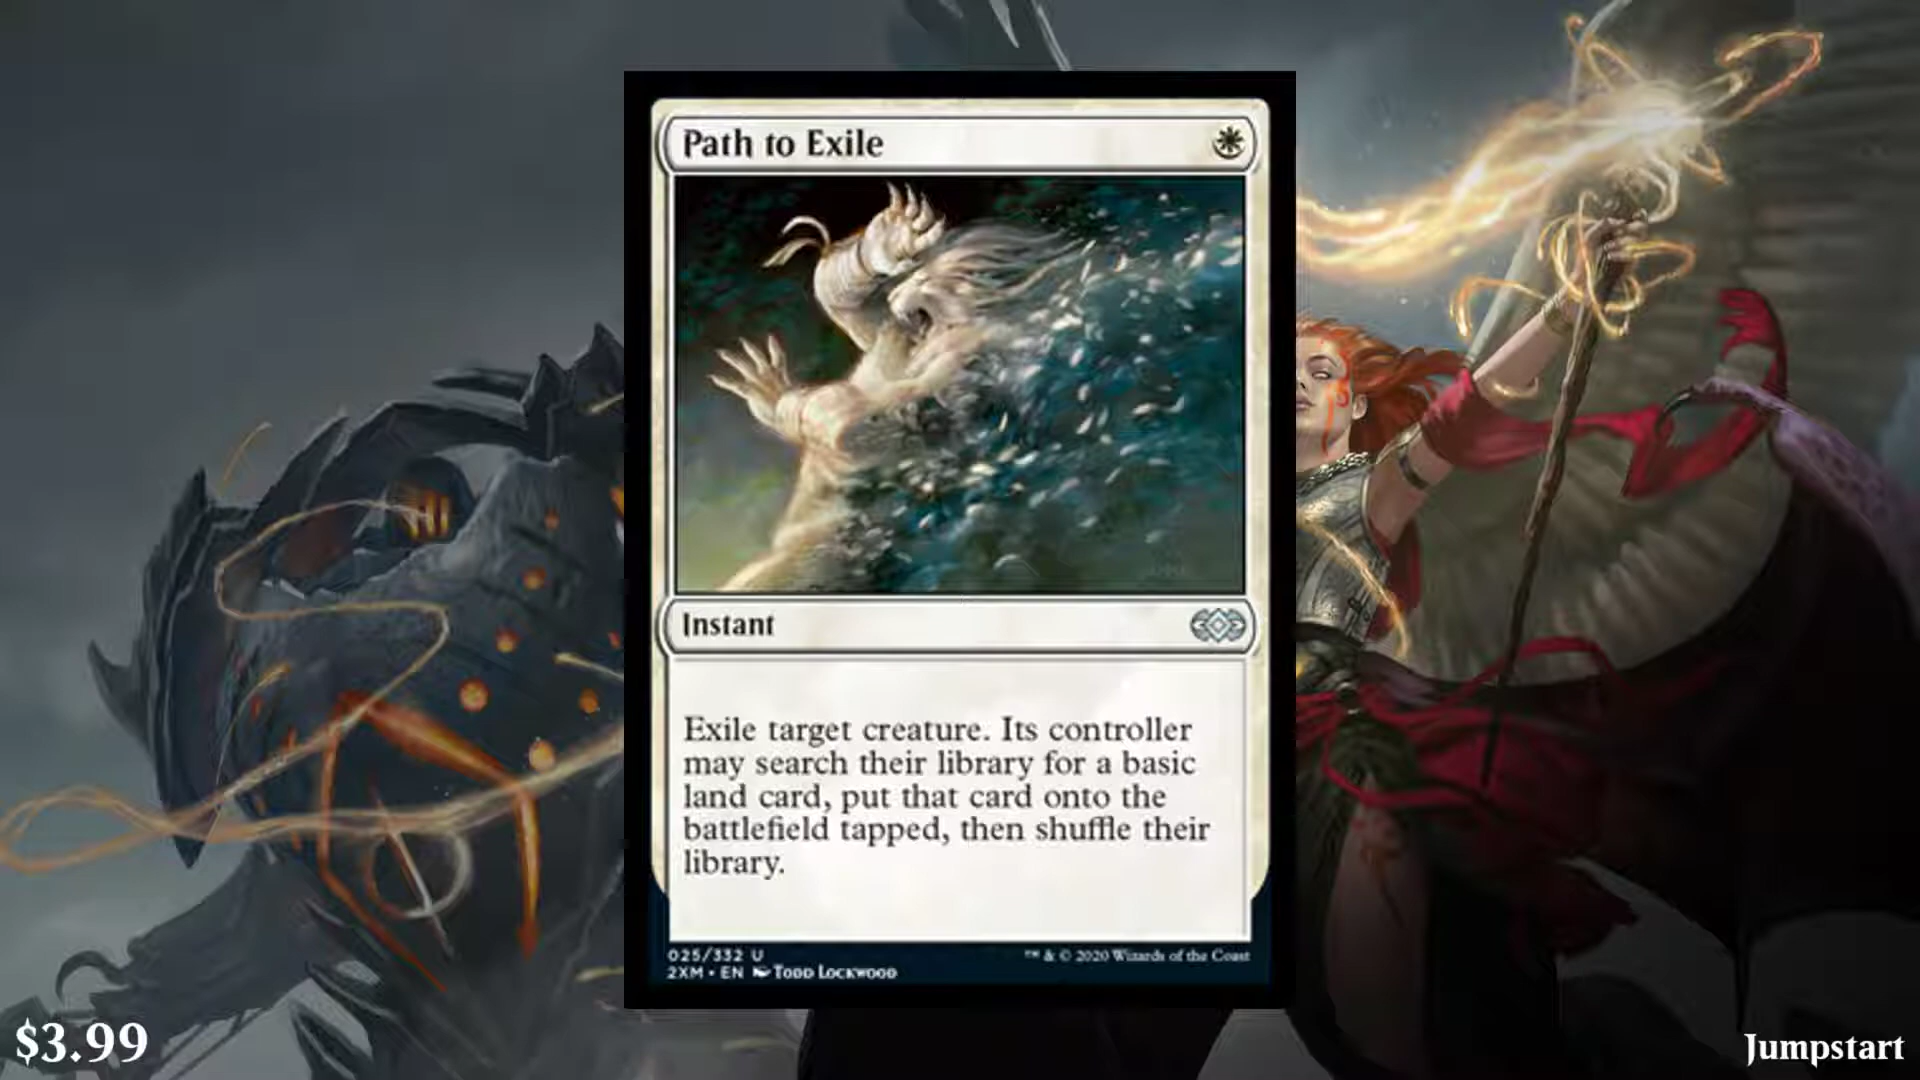 Path to Exile
Instant
Exile target creature. Its controller
may search their library for a basic
land card, put that card onto the
battlefield tapped, then shuffle their
library.
025/332 U
™ & © 2020 Wizards of the Coast
2XM • EN Todd Lockwood
$3.99
Jumpstart